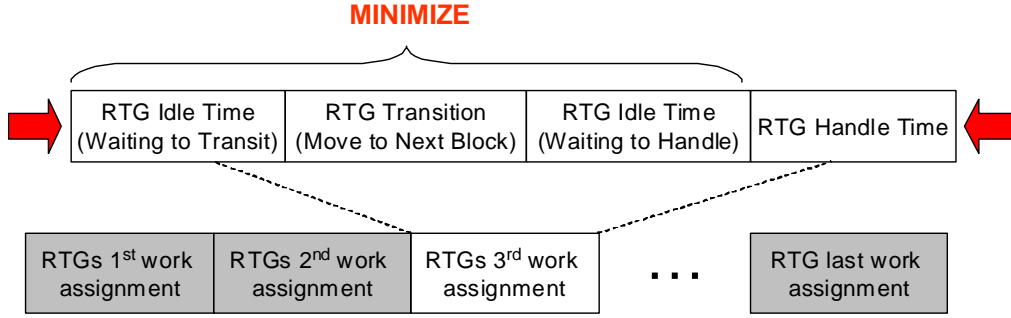 MINIMIZE
RTG Idle Time
(Waiting to Transit)
RTG Transition
(Move to Next Block)
RTG Idle Time
(Waiting to Handle)
RTG Handle Time
RTGs 1st work
assignment
RTGs 2nd work
assignment
RTGs 3rd work
assignment
...
RTG last work
assignment